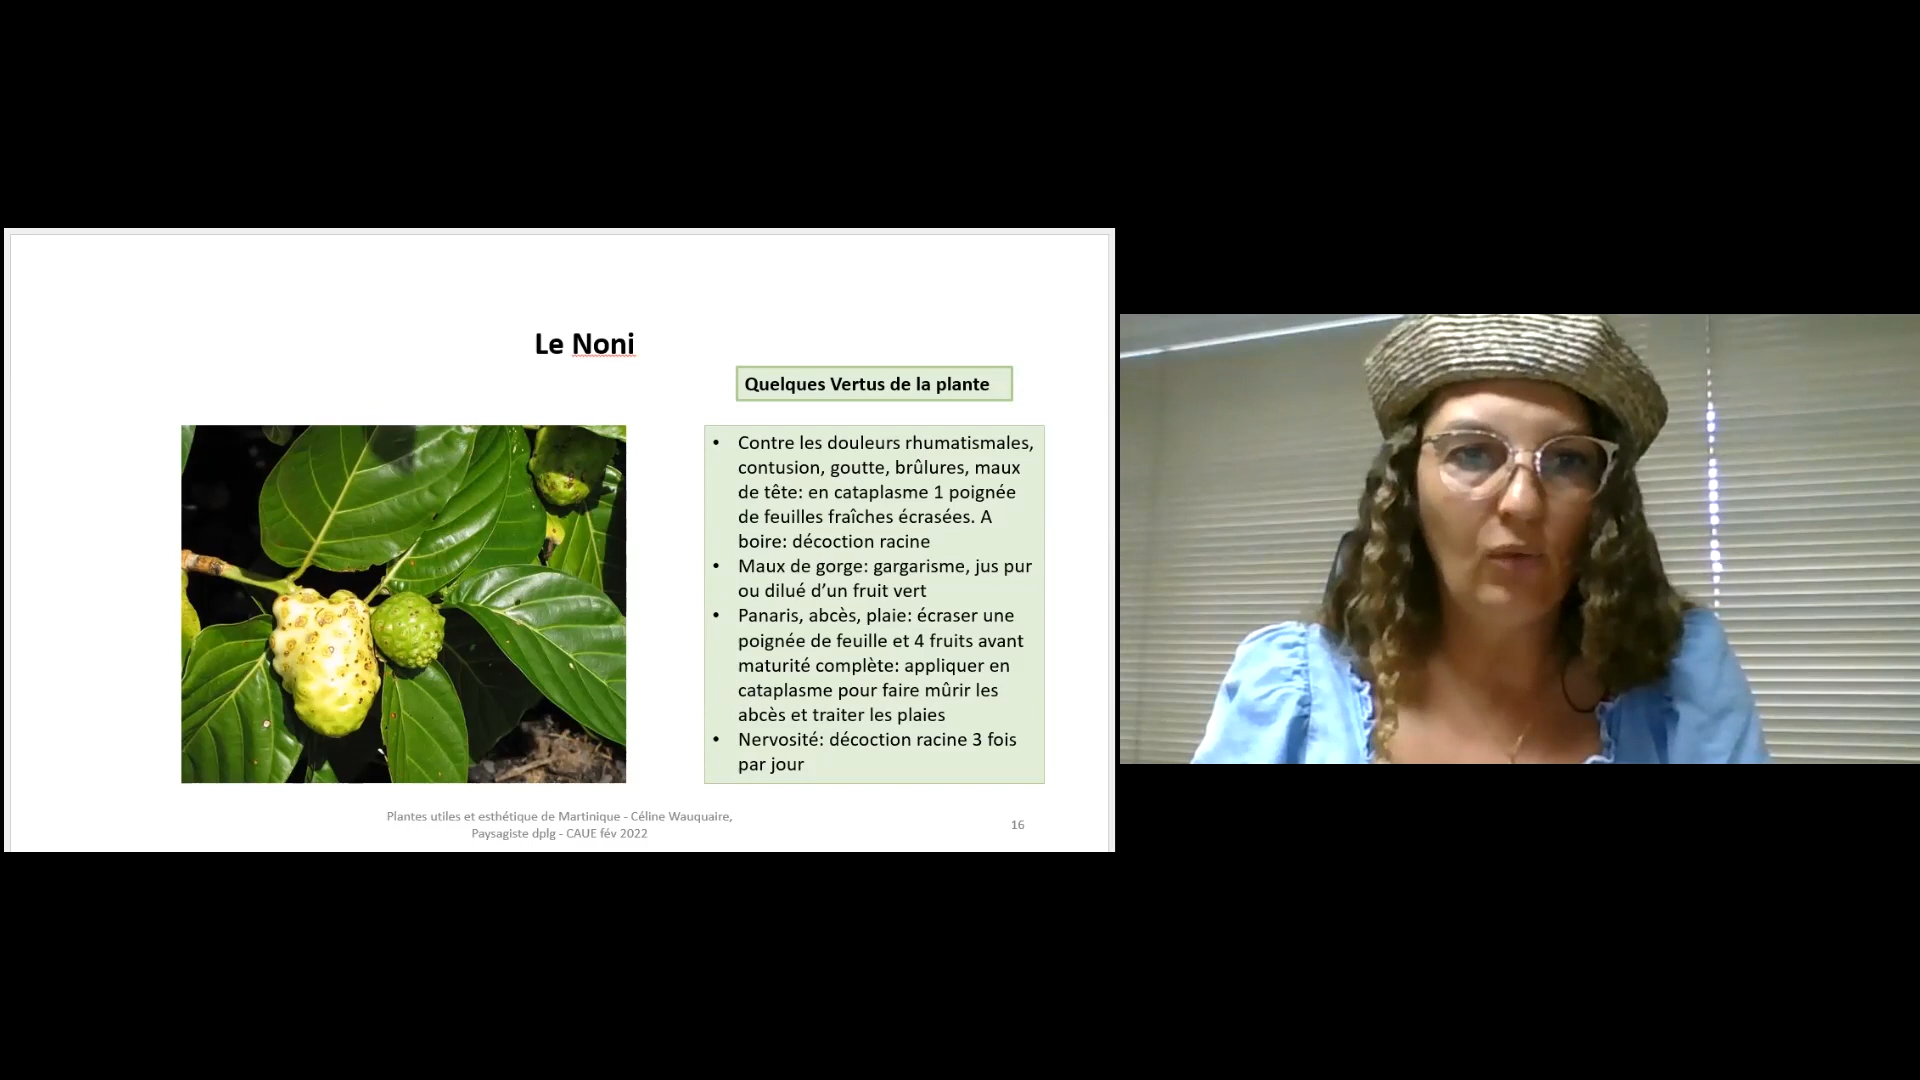 Le Noni
Quelques Vertus de la plante
• Contre les douleurs rhumatismales,
contusion, goutte, brûlures, maux
de tête: en cataplasme 1 poignée
de feuilles fraîches écrasées. A
boire: décoction racine
• Maux de gorge: gargarisme, jus pur
ou dilué d’un fruit vert
• Panaris, abcès, plaie: écraser une
poignée de feuille et 4 fruits avant
maturité complète: appliquer en
cataplasme pour faire mûrir les
abcès et traiter les plaies
• Nervosité: décoction racine 3 fois
par jour
Plantes utiles et esthétique de Martinique - Céline Wauquaire,
Paysagiste dplg - CAUE fév 2022
16